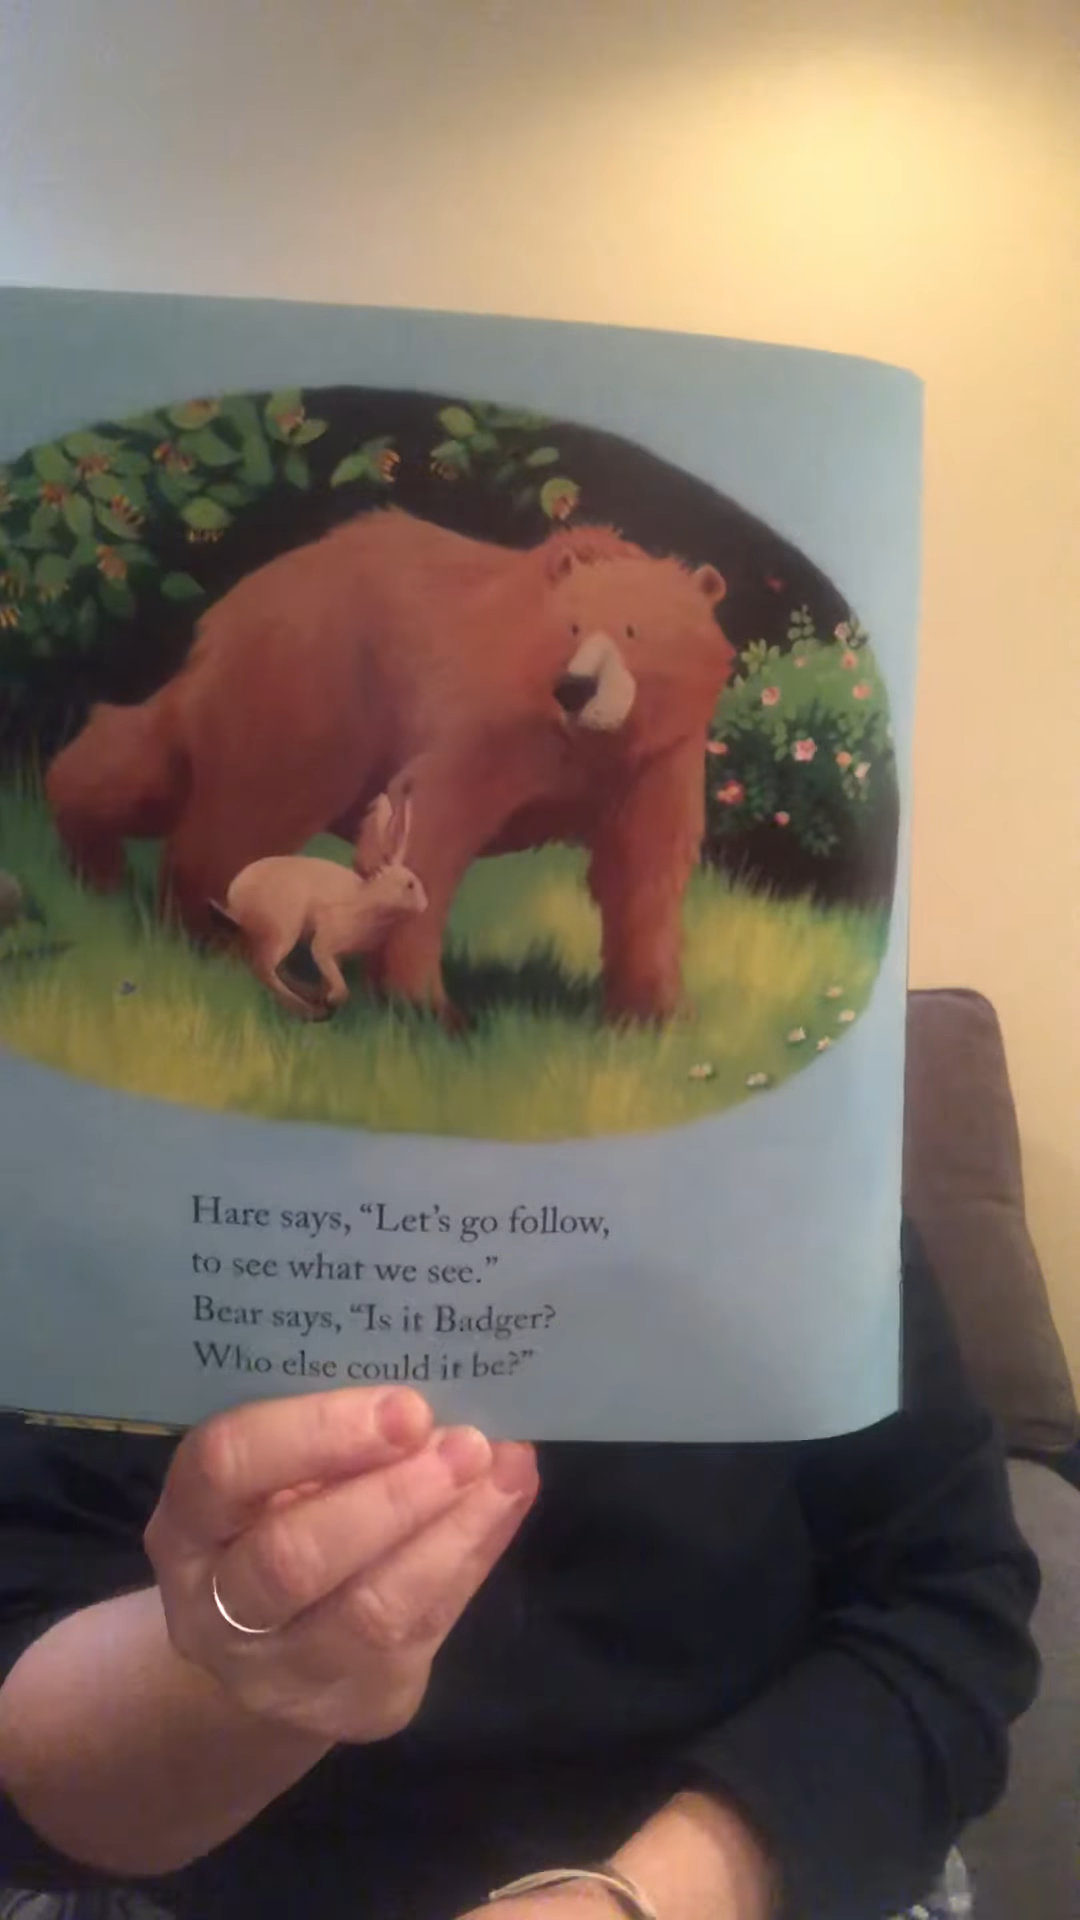 Hare says, “Let’s go follow,
to see what we see.”
Bear says, “Is it Badger?
Who else could it be?”